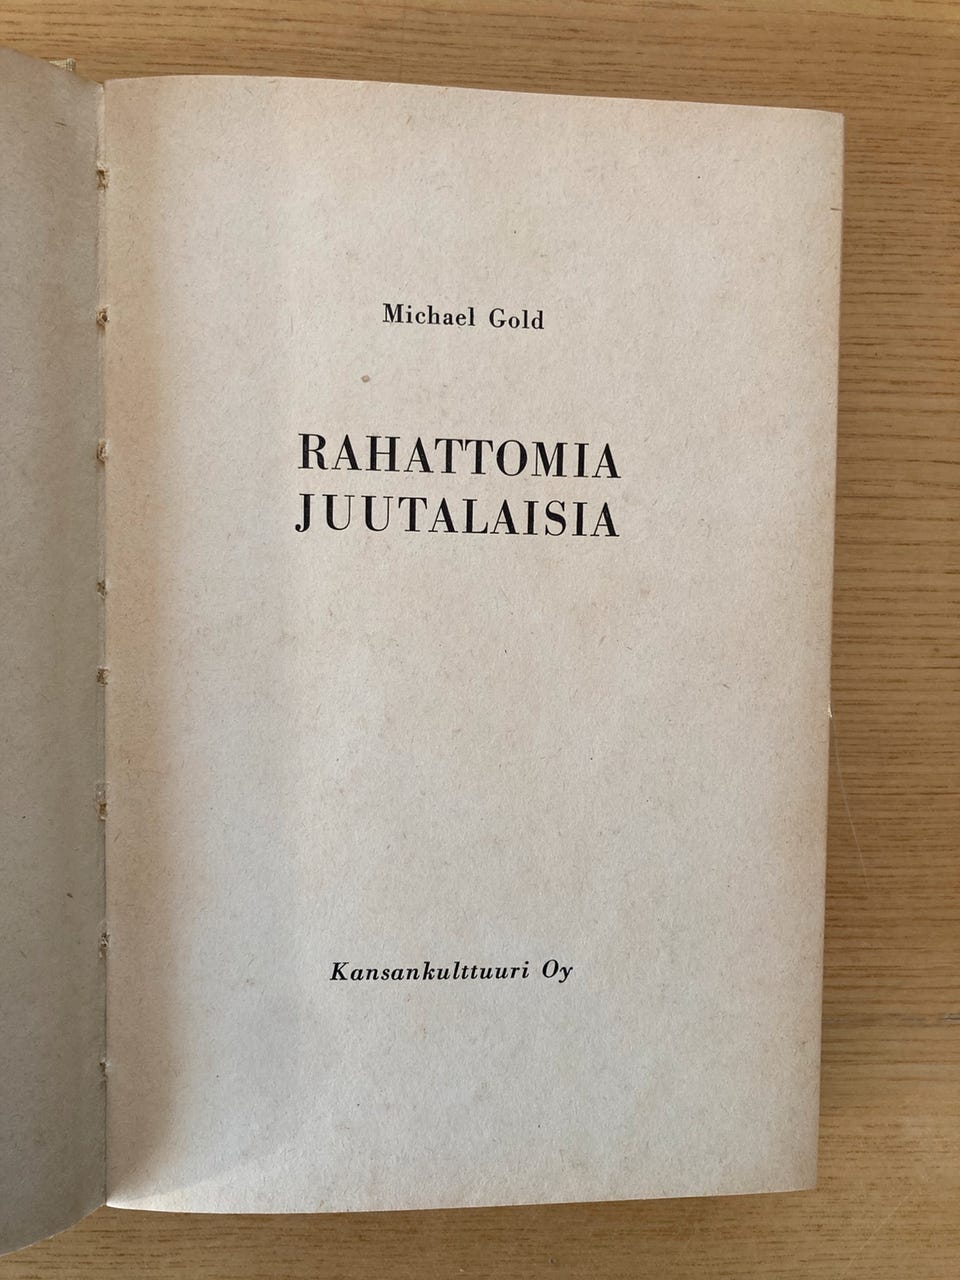 Michael Gold
RAHATTOMIA
JUUTALAISIA
Kansankulttuuri Oy